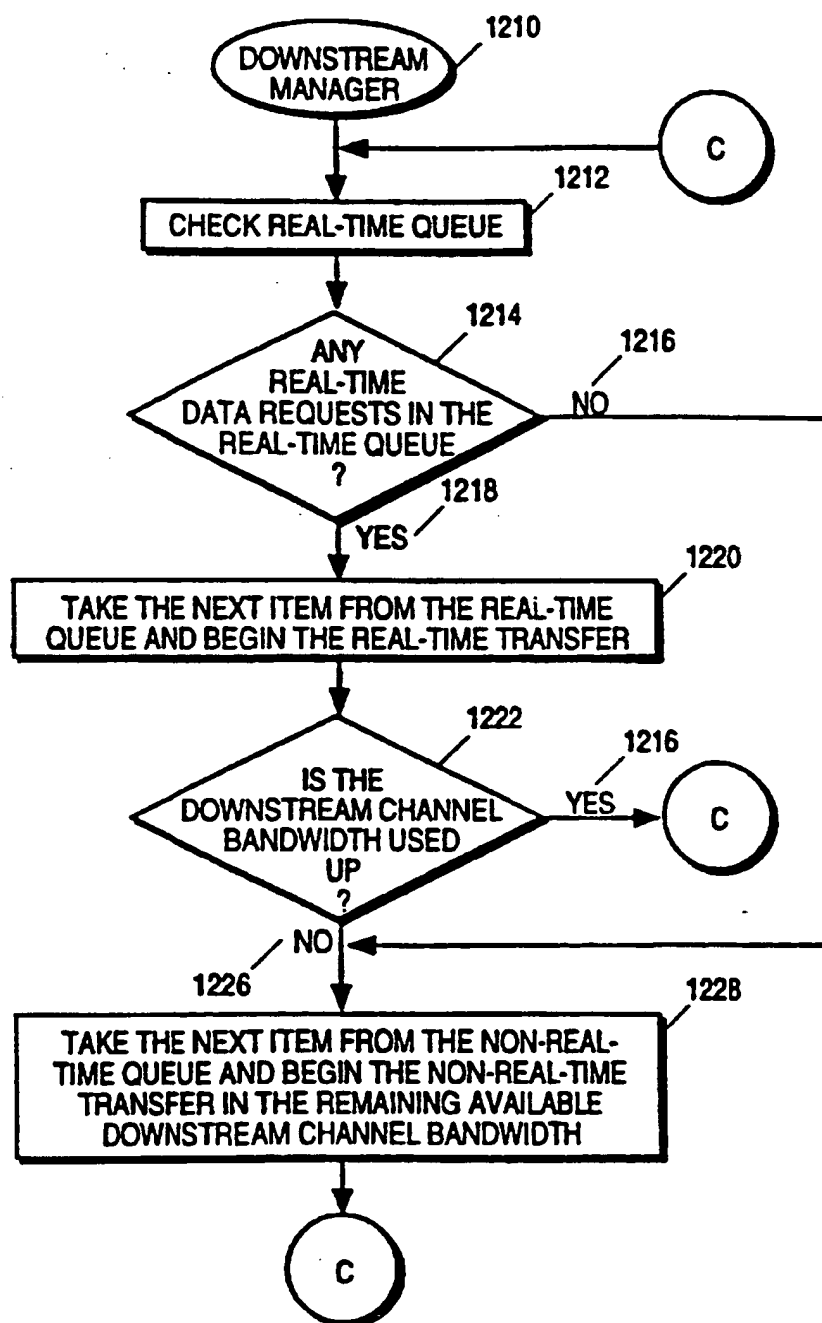 1210
DOWNSTREAM
MANAGER
C
1212
CHECK REAL-TIME QUEUE
1214
ANY
REAL-TIME
DATA REQUESTS IN THE
REAL-TIME QUEUE
?
1216
NO
1218
YES
1220
TAKE THE NEXT ITEM FROM THE REAL-TIME
QUEUE AND BEGIN THE REAL-TIME TRANSFER
1222
IS THE
DOWNSTREAM CHANNEL
BANDWIDTH USED
UP
?
1216
YES
C
NO
1226
1228
TAKE THE NEXT ITEM FROM THE NON-REAL-
TIME QUEUE AND BEGIN THE NON-REAL-TIME
TRANSFER IN THE REMAINING AVAILABLE
DOWNSTREAM CHANNEL BANDWIDTH
C